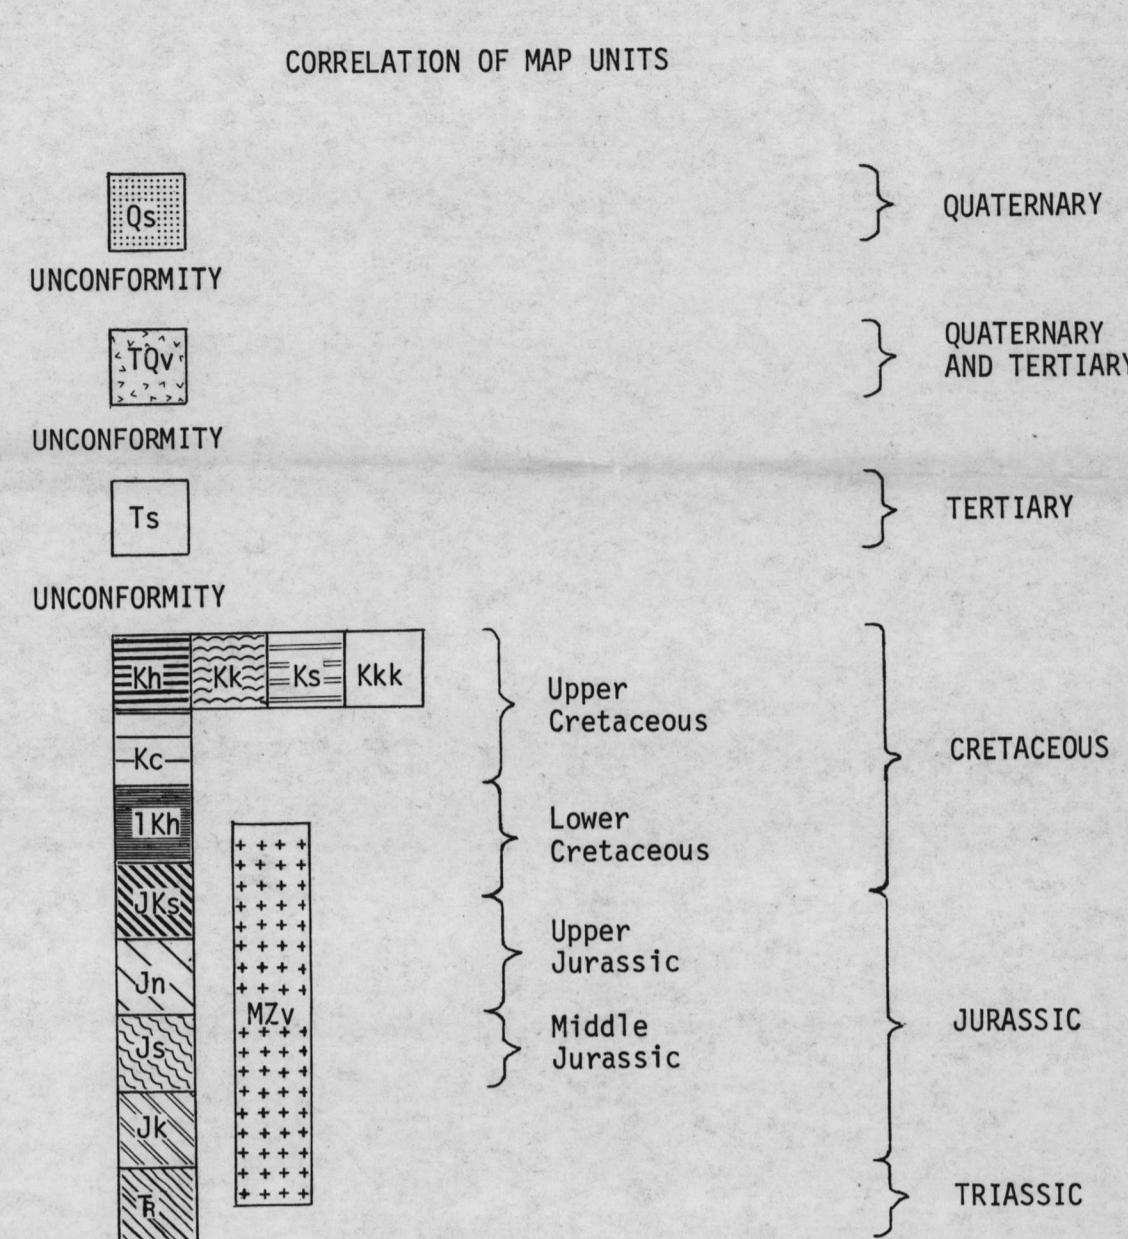 CORRELATION OF MAP UNITS
Qs
QUATERNARY
UNCONFORMITY
TQv
QUATERNARY
AND TERTIARY
UNCONFORMITY
Ts
TERTIARY
UNCONFORMITY
Kh Kk Ks Kkk
Upper
Cretaceous
CRETACEOUS
Kc
lKh
Lower
Cretaceous
JKs
Upper
Jurassic
Jn
MZv
Middle
Jurassic
JURASSIC
Js
Jk
TRIASSIC